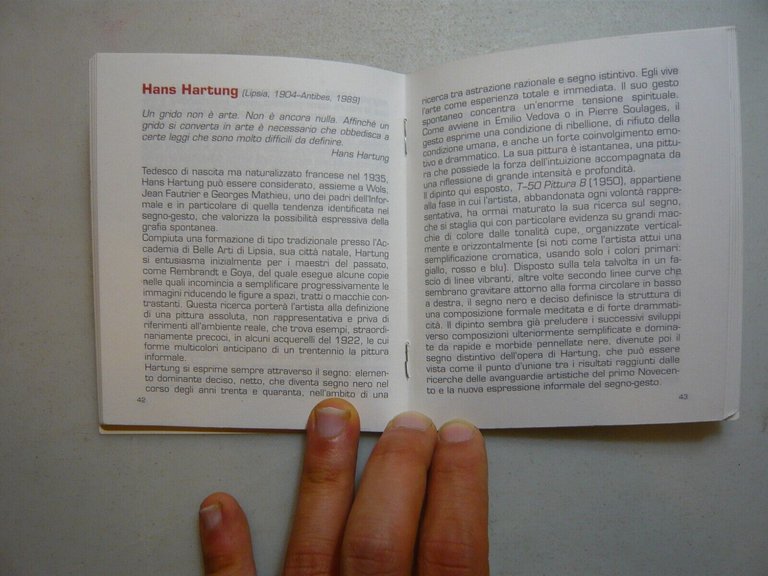 Hans Hartung (Lipsia, 1904–Antibes, 1989)
Un grido non è arte. Non è ancora nulla. Affinché un
grido si converta in arte è necessario che obbedisca a
certe leggi che sono molto difficili da definire.
Hans Hartung
Tedesco di nascita ma naturalizzato francese nel 1935,
Hans Hartung può essere considerato, assieme a Wols,
Jean Fautrier e Georges Mathieu, uno dei padri dell'Infor-
male e in particolare di quella tendenza identificata nel
segno-gesto, che valorizza la possibilità espressiva della
grafia spontanea.
Compiuta una formazione di tipo tradizionale presso l'Acca-
demia di Belle Arti di Lipsia, sua città natale, Hartung
si entusiasma inizialmente per i maestri del passato,
come Rembrandt e Goya, del quale esegue alcune copie
nelle quali incomincia a semplificare progressivamente le
immagini riducendo le figure a spazi, tratti o macchie con-
trastanti. Questa ricerca porterà l'artista alla definizione
di una pittura assoluta, non rappresentativa e priva di
riferimenti all'ambiente reale, che trova esempi, straordi-
nariamente precoci, in alcuni acquerelli del 1922, le cui
forme multicolori anticipano di un trentennio la pittura
informale.
Hartung si esprime sempre attraverso il segno: elemen-
to dominante deciso, netto, che diventa segno nero nel
corso degli anni trenta e quaranta, nell'ambito di una
42
ricerca tra astrazione razionale e segno istintivo. Egli vive
l'arte come esperienza totale e immediata. Il suo gesto
spontaneo concentra un'enorme tensione spirituale.
Come avviene in Emilio Vedova o in Pierre Soulages, il
gesto esprime una condizione di ribellione, di rifiuto della
condizione umana, e anche un forte coinvolgimento emo-
tivo e drammatico. La sua pittura è istantanea, una pittu-
ra che possiede la forza dell'intuizione accompagnata da
una riflessione di grande intensità e profondità.
Il dipinto qui esposto, T–50 Pittura 8 (1950), appartiene
alla fase in cui l'artista, abbandonata ogni volontà rappre-
sentativa, ha ormai maturato la sua ricerca sul segno,
che si staglia qui con particolare evidenza su grandi mac-
chie di colore dalle tonalità cupe, organizzate vertical-
mente e orizzontalmente (si noti come l'artista attui una
semplificazione cromatica, usando solo i colori primari:
giallo, rosso e blu). Disposto sulla tela talvolta in un fa-
scio di linee vibranti, altre volte secondo linee curve che
sembrano gravitare attorno alla forma circolare in basso
a destra, il segno nero e deciso definisce la struttura di
una composizione formale meditata e di forte drammati-
cità. Il dipinto sembra già preludere i successivi sviluppi
verso composizioni ulteriormente semplificate e domina-
te da rapide e morbide pennellate nere, divenute poi il
segno distintivo dell'opera di Hartung, che può essere
vista come il punto d'unione tra i risultati raggiunti dalle
ricerche delle avanguardie artistiche del primo Novecen-
to e la nuova espressione informale del segno-gesto.
43